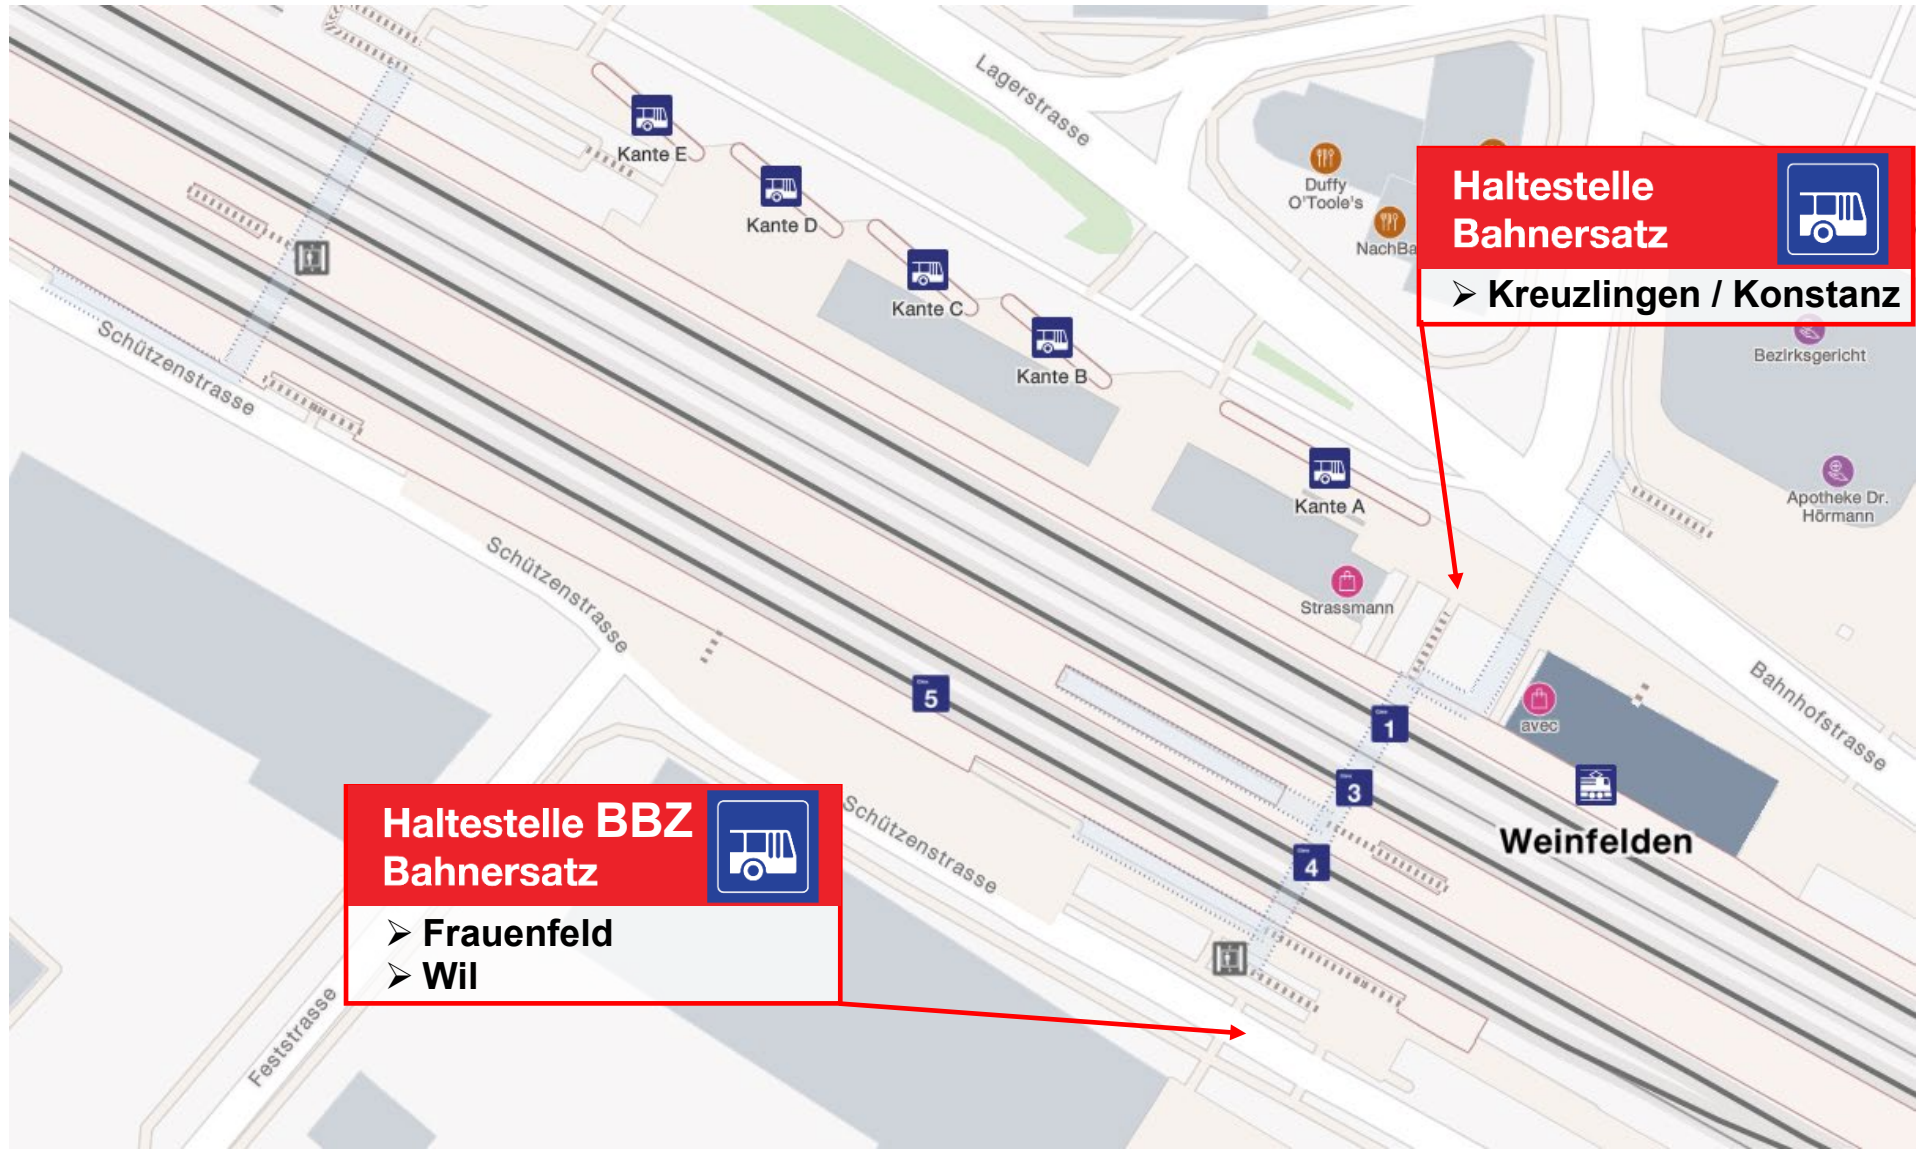 Lagerstrasse
Kante E
Kante D
Kante C
Kante B
Kante A
Duffy
O'Toole's
NachBa
Haltestelle
Bahnersatz
➢ Kreuzlingen / Konstanz
Bezirksgericht
Apotheke Dr.
Hörmann
Schützenstrasse
Schützenstrasse
Schützenstrasse
Strassmann
avec
Bahnhofstrasse
5
1
3
4
Weinfelden
Haltestelle BBZ
Bahnersatz
➢ Frauenfeld
➢ Wil
Feststrasse